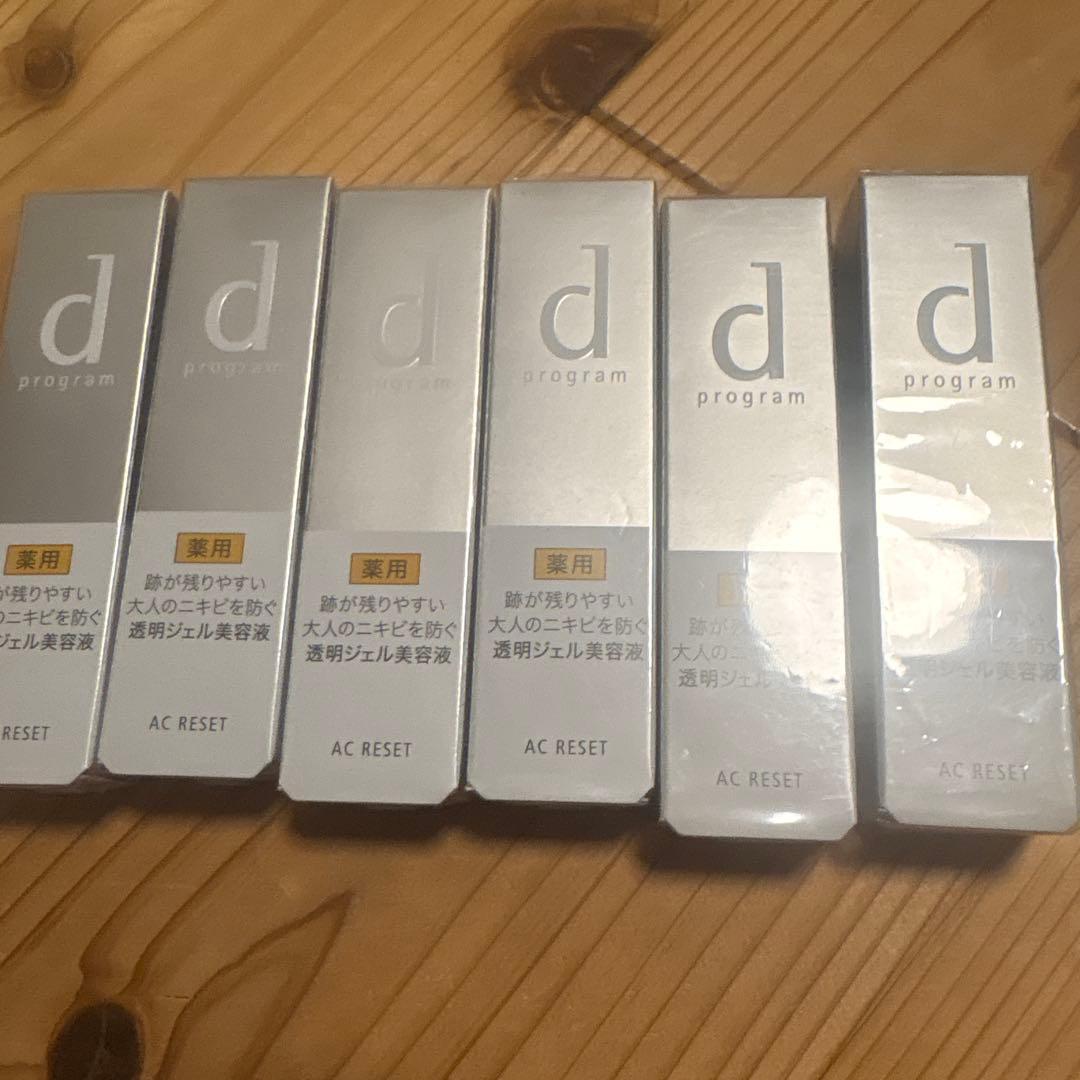 d
program
薬用
が残りやすい
のニキビを防ぐ
ジェル美容液
RESET
d
program
薬用
跡が残りやすい
大人のニキビを防ぐ
透明ジェル美容液
AC RESET
d
program
薬用
跡が残りやすい
大人のニキビを防ぐ
透明ジェル美容液
AC RESET
d
program
薬用
跡が残りやすい
大人のニキビを防ぐ
透明ジェル美容液
AC RESET
d
program
跡が残
大人のニ
透明ジェル
AC RESET
d
program
を防ぐ
ジェル美容液
AC RESET